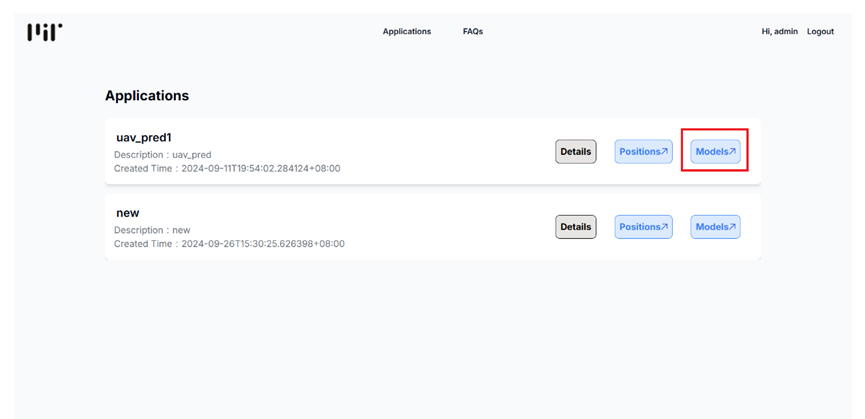 Applications FAQs Hi, admin Logout
Applications
uav_pred1
Description : uav_pred
Created Time : 2024-09-11T19:54:02.284124+08:00
Details Positions↗ Models↗
new
Description : new
Created Time : 2024-09-26T15:30:25.626398+08:00
Details Positions↗ Models↗